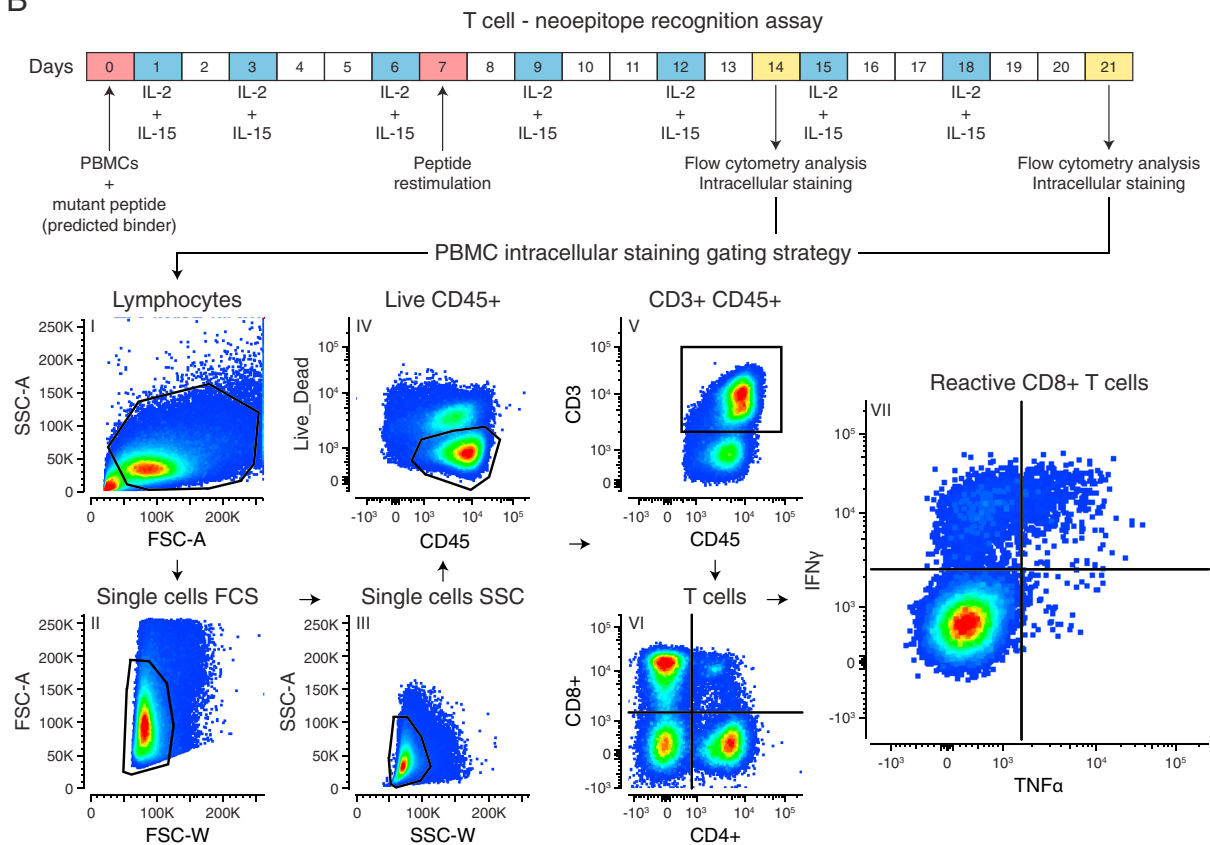 B
T cell - neoepitope recognition assay
Days 0 1 2 3 4 5 6 7 8 9 10 11 12 13 14 15 16 17 18 19 20 21
IL-2 IL-2 IL-2 IL-2 IL-2 IL-2 IL-2
+ + + + + + +
IL-15 IL-15 IL-15 IL-15 IL-15 IL-15 IL-15
PBMCs
+
mutant peptide
(predicted binder)
Peptide
restimulation
Flow cytometry analysis
Intracellular staining
Flow cytometry analysis
Intracellular staining
PBMC intracellular staining gating strategy
Lymphocytes
I
250K
200K
150K
100K
50K
0
SSC-A
0 100K 200K
FSC-A
Single cells FCS
II
250K
200K
150K
100K
50K
0
FSC-A
0 100K 200K
FSC-W
Single cells SSC
III
250K
200K
150K
100K
50K
0
SSC-A
0 100K 200K
SSC-W
Live CD45+
IV
10⁵
10⁴
10³
0
Live_Dead
-10³ 0 10³ 10⁴ 10⁵
CD45
CD3+ CD45+
V
10⁵
10⁴
10³
0
CD3
-10³ 0 10³ 10⁴ 10⁵
CD45
T cells
VI
10⁵
10⁴
10³
0
-10³
CD8+
-10³ 0 10³ 10⁴ 10⁵
CD4+
Reactive CD8+ T cells
VII
10⁵
10⁴
10³
0
-10³
IFNγ
-10³ 0 10³ 10⁴ 10⁵
TNFα